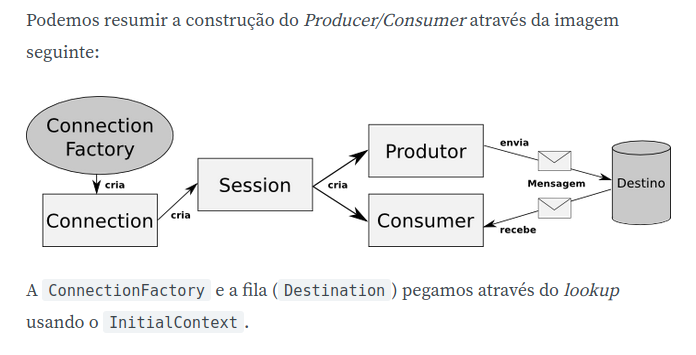 Podemos resumir a construção do Producer/Consumer através da imagem
seguinte:
Connection
Factory
cria
Connection
cria
Session
cria
Produtor
Consumer
envia
Mensagem
recebe
Destino
A ConnectionFactory e a fila ( Destination ) pegamos através do lookup
usando o InitialContext .